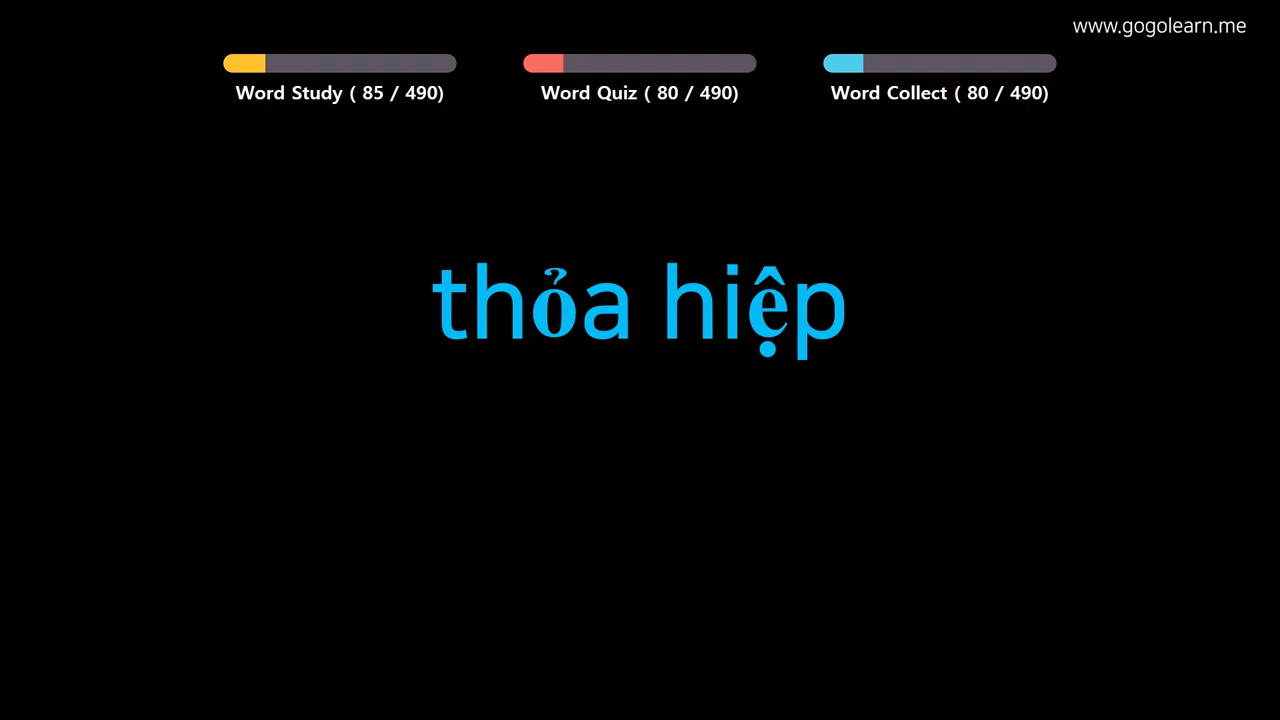 www.gogolearn.me
Word Study ( 85 / 490)
Word Quiz ( 80 / 490)
Word Collect ( 80 / 490)
thỏa hiệp